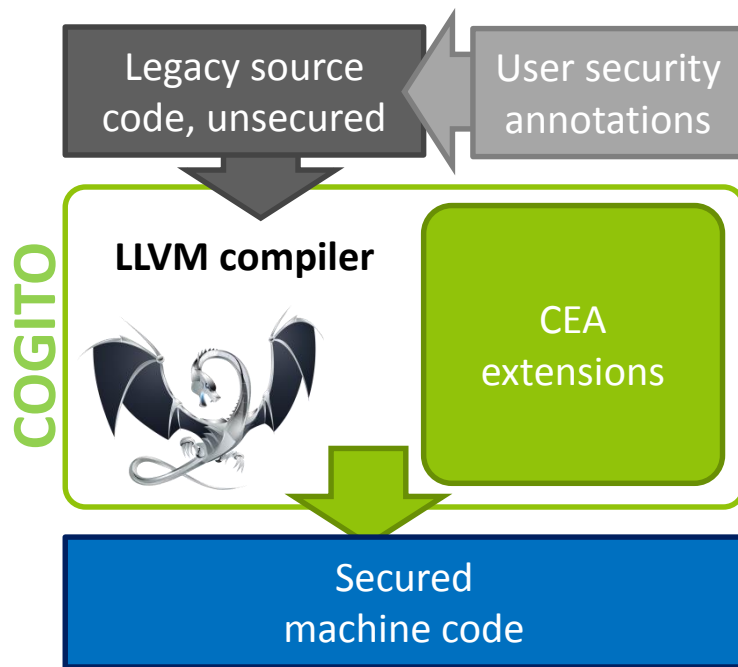 Legacy source
code, unsecured
User security
annotations
COGITO
LLVM compiler
CEA
extensions
Secured
machine code